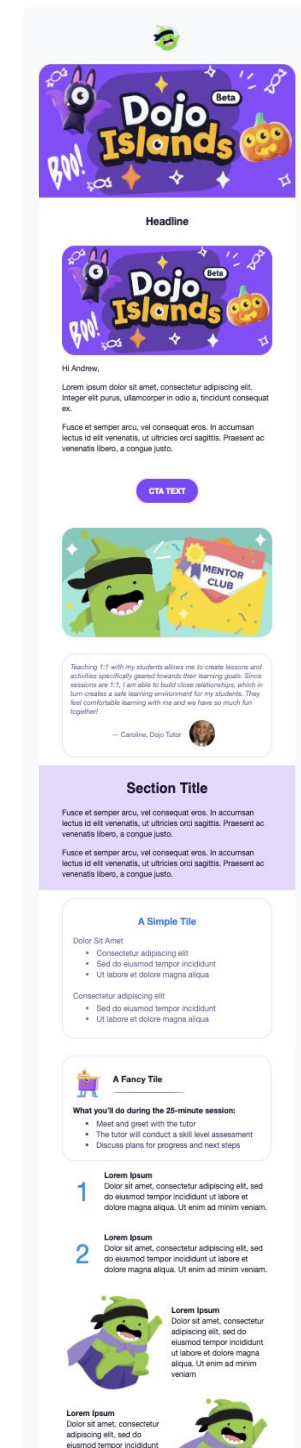 Beta
Dojo
Islands
BOO!
Headline
Beta
Dojo
Islands
BOO!
Hi Andrew,
Lorem ipsum dolor sit amet, consectetur adipiscing elit.
Integer elit purus, ullamcorper in odio a, tincidunt consequat
ex.
Fusce et semper arcu, vel consequat eros. In accumsan
lectus id elit venenatis, ut ultricies orci sagittis. Praesent ac
venenatis libero, a congue justo.
CTA TEXT
MENTOR
CLUB
Teaching 1:1 with my students allows me to create lessons and
activities specifically geared towards their learning goals. Since
sessions are 1:1, I am able to build close relationships, which in
turn creates a safe learning environment for my students. They
feel comfortable learning with me and we have so much fun
together!
— Caroline, Dojo Tutor
Section Title
Fusce et semper arcu, vel consequat eros. In accumsan
lectus id elit venenatis, ut ultricies orci sagittis. Praesent ac
venenatis libero, a congue justo.
Fusce et semper arcu, vel consequat eros. In accumsan
lectus id elit venenatis, ut ultricies orci sagittis. Praesent ac
venenatis libero, a congue justo.
A Simple Tile
Dolor Sit Amet
• Consectetur adipiscing elit
• Sed do eiusmod tempor incididunt
• Ut labore et dolore magna aliqua
Consectetur adipiscing elit
• Sed do eiusmod tempor incididunt
• Ut labore et dolore magna aliqua
A Fancy Tile
What you'll do during the 25-minute session:
• Meet and greet with the tutor
• The tutor will conduct a skill level assessment
• Discuss plans for progress and next steps
1
Lorem Ipsum
Dolor sit amet, consectetur adipiscing elit, sed
do eiusmod tempor incididunt ut labore et
dolore magna aliqua. Ut enim ad minim veniam.
2
Lorem Ipsum
Dolor sit amet, consectetur adipiscing elit, sed
do eiusmod tempor incididunt ut labore et
dolore magna aliqua. Ut enim ad minim veniam.
Lorem Ipsum
Dolor sit amet, consectetur
adipiscing elit, sed do
eiusmod tempor incididunt
ut labore et dolore magna
aliqua. Ut enim ad minim
veniam
Lorem Ipsum
Dolor sit amet, consectetur
adipiscing elit, sed do
eiusmod tempor incididunt